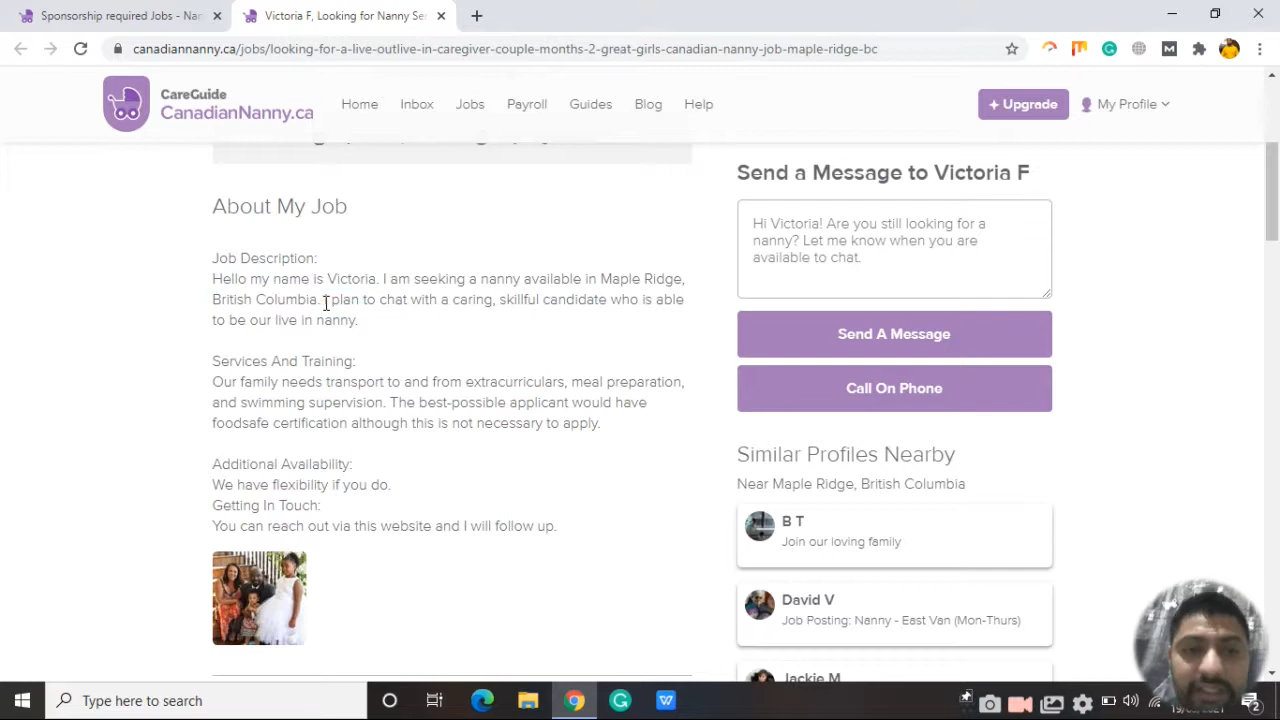 Sponsorship required Jobs - Nan
Victoria F, Looking for Nanny Ser
canadiannanny.ca/jobs/looking-for-a-live-outlive-in-caregiver-couple-months-2-great-girls-canadian-nanny-job-maple-ridge-bc
CareGuide
CanadianNanny.ca
Home
Inbox
Jobs
Payroll
Guides
Blog
Help
+ Upgrade
My Profile
Send a Message to Victoria F
Hi Victoria! Are you still looking for a
nanny? Let me know when you are
available to chat.
Send A Message
Call On Phone
About My Job
Job Description:
Hello my name is Victoria. I am seeking a nanny available in Maple Ridge,
British Columbia. I plan to chat with a caring, skillful candidate who is able
to be our live in nanny.
Services And Training:
Our family needs transport to and from extracurriculars, meal preparation,
and swimming supervision. The best-possible applicant would have
foodsafe certification although this is not necessary to apply.
Additional Availability:
We have flexibility if you do.
Getting In Touch:
You can reach out via this website and I will follow up.
Similar Profiles Nearby
Near Maple Ridge, British Columbia
B T
Join our loving family
David V
Job Posting: Nanny - East Van (Mon-Thurs)
Jackie M
Type here to search
2